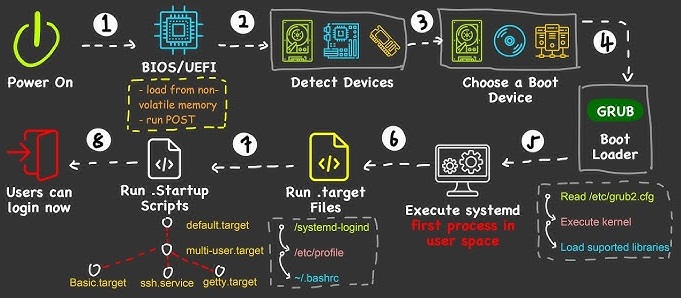 1
2
3
4
Power On
BIOS/UEFI
- load from non-
volatile memory
- run POST
Detect Devices
Choose a Boot
Device
GRUB
Boot
Loader
5
Read /etc/grub2.cfg
Execute kernel
Load suported libraries
6
Execute systemd
first process in
user space
7
Run .target
Files
/systemd-logind
/etc/profile
~/.bashrc
8
Run .Startup
Scripts
default.target
multi-user.target
Basic.target
ssh.service
getty.target
Users can
login now